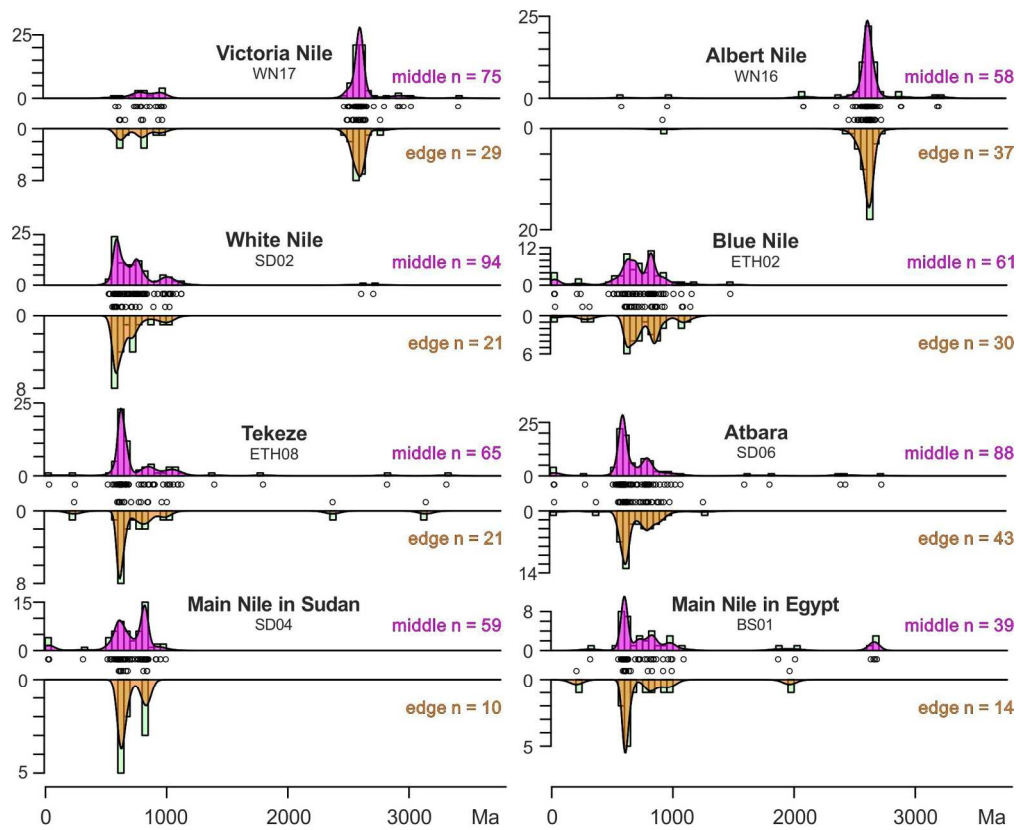 25
Victoria Nile
WN17
middle n = 75
0
0
edge n = 29
8
25
Albert Nile
WN16
middle n = 58
0
0
edge n = 37
20
25
White Nile
SD02
middle n = 94
0
0
edge n = 21
8
12
Blue Nile
ETH02
middle n = 61
0
0
edge n = 30
6
25
Tekeze
ETH08
middle n = 65
0
0
edge n = 21
8
25
Atbara
SD06
middle n = 88
0
0
edge n = 43
14
15
Main Nile in Sudan
SD04
middle n = 59
0
0
edge n = 10
5
8
Main Nile in Egypt
BS01
middle n = 39
0
0
edge n = 14
5
0 1000 2000 3000 Ma
0 1000 2000 3000 Ma